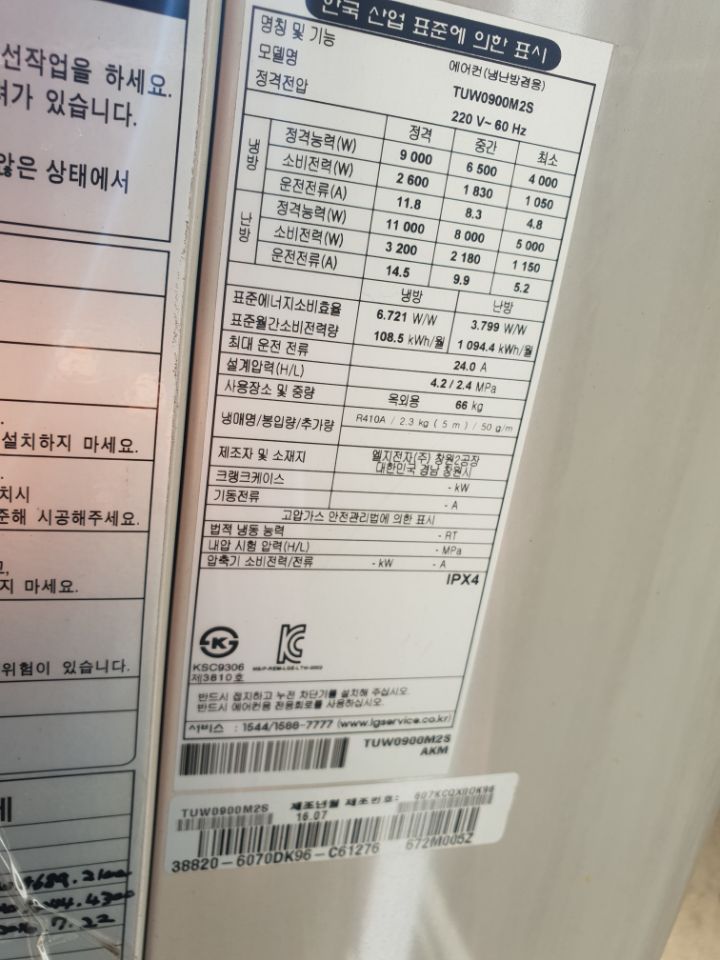 선작업을 하세요.
겨가 있습니다.
않은 상태에서
설치하지 마세요.
치시
준해 시공해주세요.
지 마세요.
위험이 있습니다.
한국 산업 표준에 의한 표시
명칭 및 기능 에어컨(냉난방겸용)
모델명 TUW0900M2S
정격전압 220 V~ 60 Hz
정격 중간 최소
냉방 정격능력(W) 9 000 6 500 4 000
소비전력(W) 2 600 1 830 1 050
운전전류(A) 11.8 8.3 4.8
난방 정격능력(W) 11 000 8 000 5 000
소비전력(W) 3 200 2 180 1 150
운전전류(A) 14.5 9.9 5.2
냉방 난방
표준에너지소비효율 6.721 W/W 3.799 W/W
표준월간소비전력량 108.5 kWh/월 1 094.4 kWh/월
최대 운전 전류 24.0 A
설계압력(H/L) 4.2 / 2.4 MPa
사용장소 및 중량 옥외용 66 kg
냉매명/봉입량/추가량 R410A / 2.3 kg ( 5 m ) / 50 g/m
제조자 및 소재지 엘지전자(주) 창원2공장
대한민국 경남 창원시
크랭크케이스 - kW
기동전류 - A
고압가스 안전관리법에 의한 표시
법적 냉동 능력 - RT
내압 시험 압력(H/L) - MPa
압축기 소비전력/전류 - kW - A
IPX4
KSC9306
제3810호
반드시 접지하고 누전 차단기를 설치해 주십시오.
반드시 에어컨용 전용회로를 사용하십시오.
서비스 : 1544/1588-7777 (www.lgservice.co.kr)
TUW0900M2S
AKM
TUW0900M2S 제조년월 제조번호: 607KCQX0DK96
16.07
672M005Z
38820-6070DK96-C61276
7.22